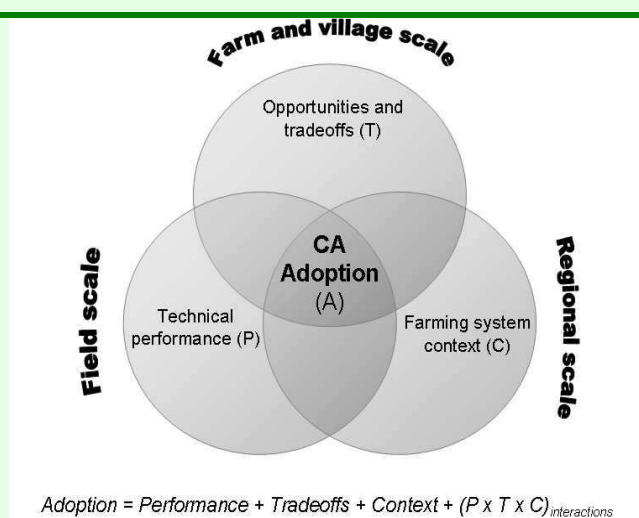 Farm and village scale
Opportunities and
tradeoffs (T)
CA
Adoption
(A)
Field scale
Technical
performance (P)
Farming system
context (C)
Regional scale
Adoption = Performance + Tradeoffs + Context + (P x T x C)interactions